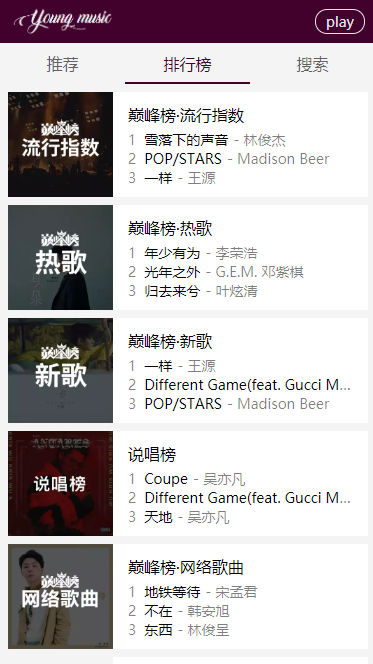 Young music
play
推荐
排行榜
搜索
巅峰榜
流行指数
巅峰榜·流行指数
1 雪落下的声音 - 林俊杰
2 POP/STARS - Madison Beer
3 一样 - 王源
巅峰榜
热歌
巅峰榜·热歌
1 年少有为 - 李荣浩
2 光年之外 - G.E.M. 邓紫棋
3 归去来兮 - 叶炫清
巅峰榜
新歌
巅峰榜·新歌
1 一样 - 王源
2 Different Game(feat. Gucci M...
3 POP/STARS - Madison Beer
ANTARES
说唱榜
说唱榜
1 Coupe - 吴亦凡
2 Different Game(feat. Gucci M...
3 天地 - 吴亦凡
巅峰榜
网络歌曲
巅峰榜·网络歌曲
1 地铁等待 - 宋孟君
2 不在 - 韩安旭
3 东西 - 林俊呈